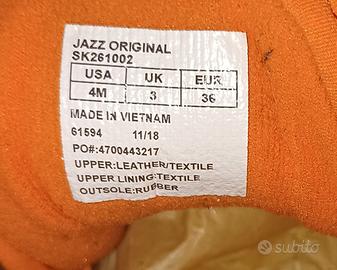 JAZZ ORIGINAL
SK261002
USA UK EUR
4M 3 36
MADE IN VIETNAM
61594 11/18
PO#:4700443217
UPPER:LEATHER/TEXTILE
UPPER LINING:TEXTILE
OUTSOLE:RUBBER
subito